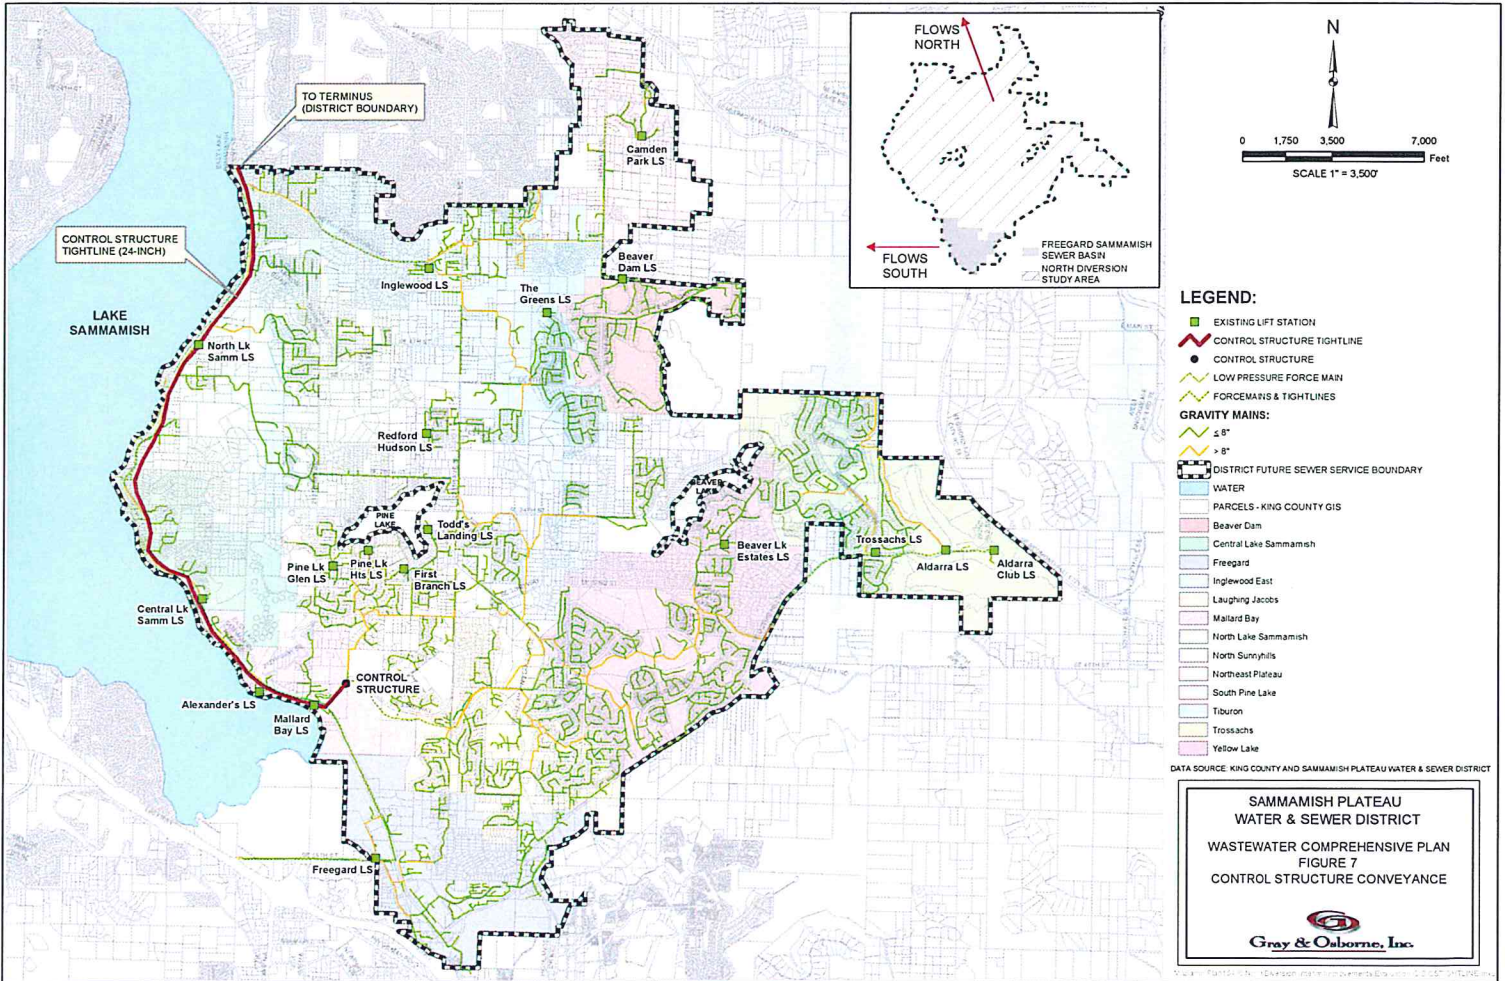 TO TERMINUS
(DISTRICT BOUNDARY)
CONTROL STRUCTURE
TIGHTLINE (24-INCH)
LAKE
SAMMAMISH
Camden
Park LS
Inglewood LS
Beaver
Dam LS
The
Greens LS
North Lk
Samm LS
Redford
Hudson LS
BEAVER
LAKE
PINE
LAKE
Todd's
Landing LS
Pine Lk
Glen LS
Pine Lk
Hts LS
First
Branch LS
Beaver Lk
Estates LS
Trossachs LS
Aldarra LS
Aldarra
Club LS
Central Lk
Samm LS
CONTROL
STRUCTURE
Alexander's LS
Mallard
Bay LS
Freegard LS
FLOWS
NORTH
FLOWS
SOUTH
FREEGARD SAMMAMISH
SEWER BASIN
NORTH DIVERSION
STUDY AREA
N
0 1,750 3,500 7,000
Feet
SCALE 1" = 3,500'
LEGEND:
EXISTING LIFT STATION
CONTROL STRUCTURE TIGHTLINE
CONTROL STRUCTURE
LOW PRESSURE FORCE MAIN
FORCEMAINS & TIGHTLINES
GRAVITY MAINS:
≤ 8"
> 8"
DISTRICT FUTURE SEWER SERVICE BOUNDARY
WATER
PARCELS - KING COUNTY GIS
Beaver Dam
Central Lake Sammamish
Freegard
Inglewood East
Laughing Jacobs
Mallard Bay
North Lake Sammamish
North Sunnyhills
Northeast Plateau
South Pine Lake
Tiburon
Trossachs
Yellow Lake
DATA SOURCE: KING COUNTY AND SAMMAMISH PLATEAU WATER & SEWER DISTRICT
SAMMAMISH PLATEAU
WATER & SEWER DISTRICT
WASTEWATER COMPREHENSIVE PLAN
FIGURE 7
CONTROL STRUCTURE CONVEYANCE
Gray & Osborne, Inc.